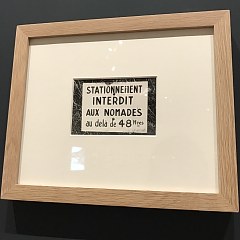 STATIONNEMENT
INTERDIT
AUX NOMADES
au delà de 48 Hres